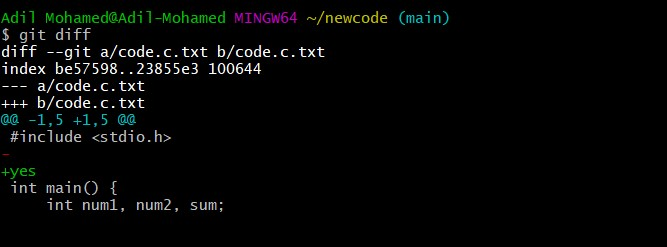 Adil Mohamed@Adil-Mohamed MINGW64 ~/newcode (main)
$ git diff
diff --git a/code.c.txt b/code.c.txt
index be57598..23855e3 100644
--- a/code.c.txt
+++ b/code.c.txt
@@ -1,5 +1,5 @@
 #include <stdio.h>
-
+yes
 int main() {
     int num1, num2, sum;